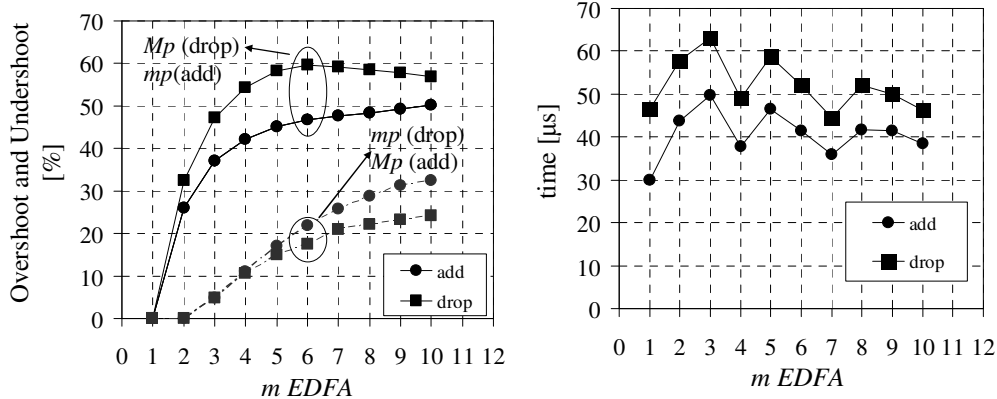 Overshoot and Undershoot
[%]
70
60
50
40
30
20
10
0
Mp (drop)
mp(add)
mp (drop)
Mp (add)
add
drop
0 1 2 3 4 5 6 7 8 9 10 11 12
m EDFA
time [µs]
70
60
50
40
30
20
10
0
add
drop
0 1 2 3 4 5 6 7 8 9 10 11 12
m EDFA